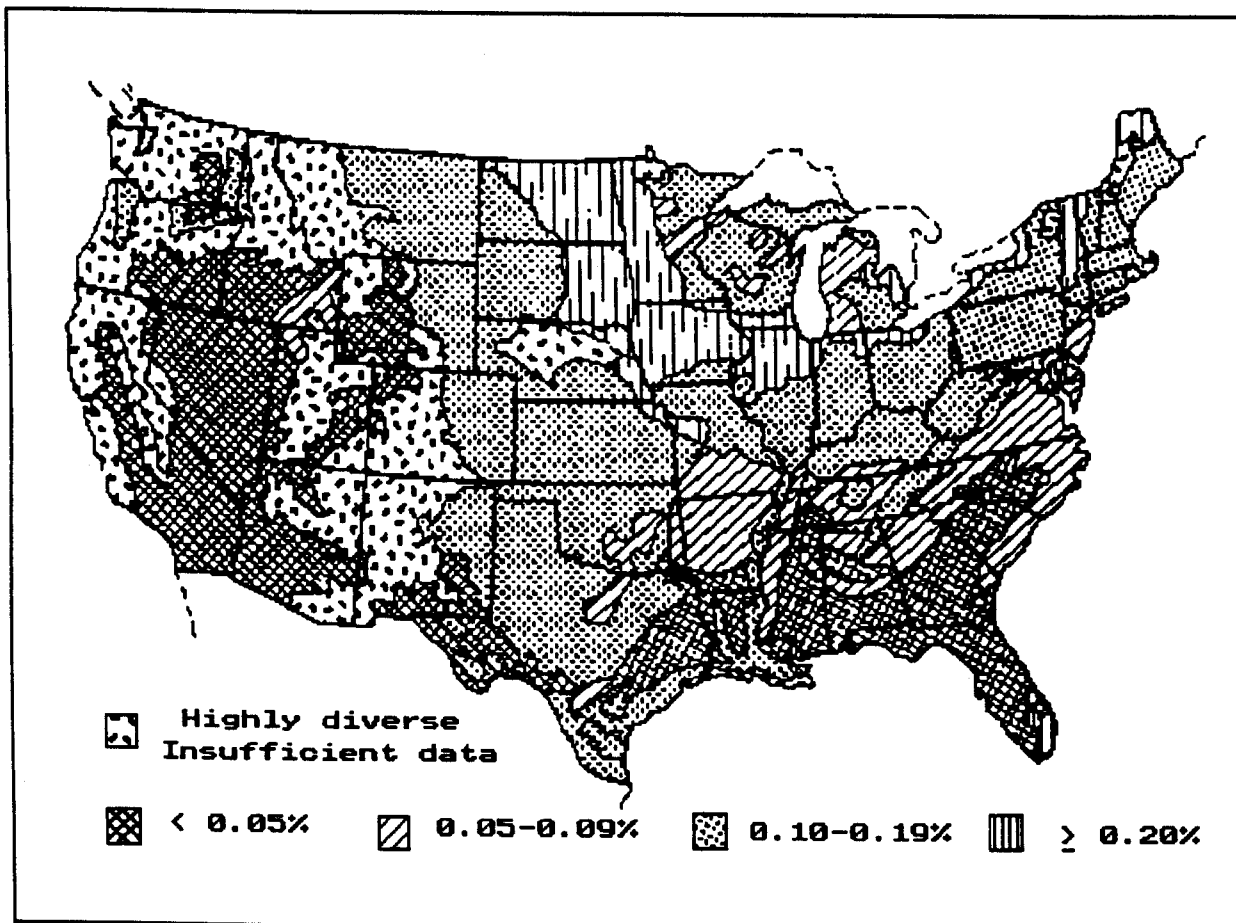 Highly diverse
Insufficient data
< 0.05%
0.05-0.09%
0.10-0.19%
≥ 0.20%